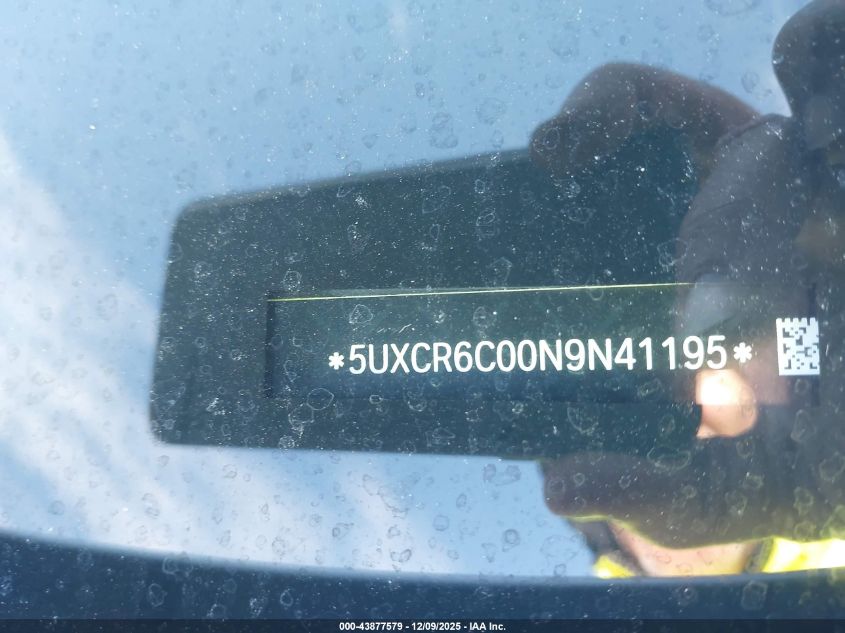 *5UXCR6C00N9N41195*
000-43877579 - 12/09/2025 - IAA Inc.